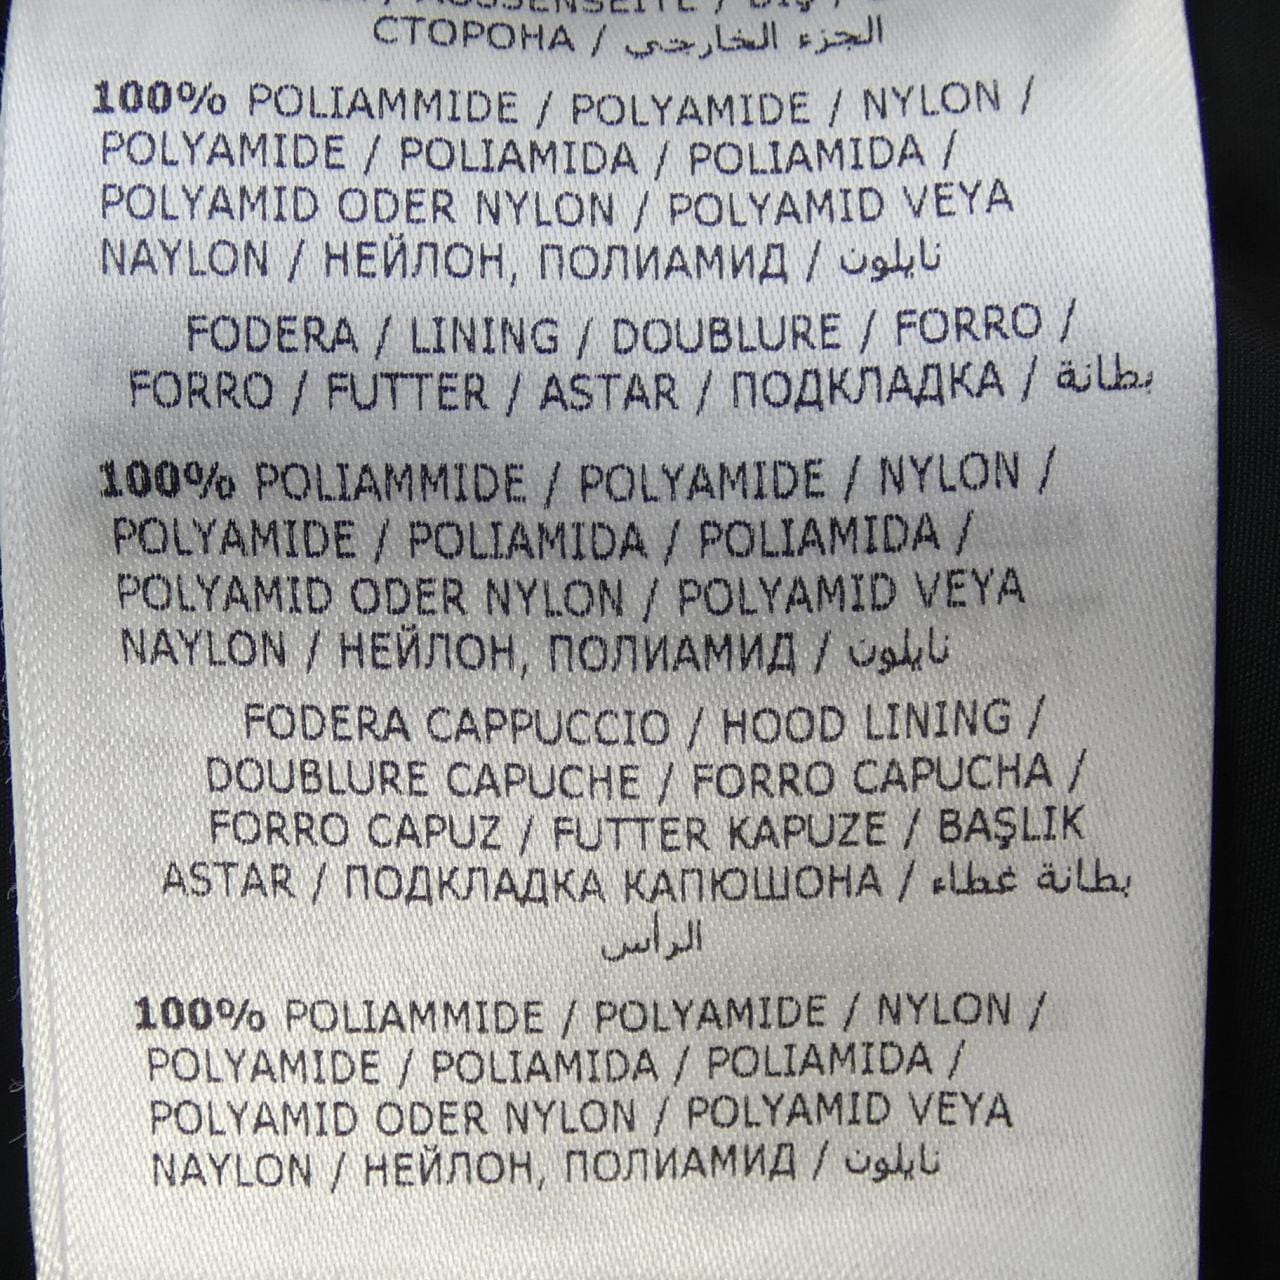 AUSSENSEITE / DIŞ /
СТОРОНА / الجزء الخارجي
100% POLIAMMIDE / POLYAMIDE / NYLON /
POLYAMIDE / POLIAMIDA / POLIAMIDA /
POLYAMID ODER NYLON / POLYAMID VEYA
NAYLON / НЕЙЛОН, ПОЛИАМИД / نايلون
FODERA / LINING / DOUBLURE / FORRO /
FORRO / FUTTER / ASTAR / ПОДКЛАДКА / بطانة
100% POLIAMMIDE / POLYAMIDE / NYLON /
POLYAMIDE / POLIAMIDA / POLIAMIDA /
POLYAMID ODER NYLON / POLYAMID VEYA
NAYLON / НЕЙЛОН, ПОЛИАМИД / نايلون
FODERA CAPPUCCIO / HOOD LINING /
DOUBLURE CAPUCHE / FORRO CAPUCHA /
FORRO CAPUZ / FUTTER KAPUZE / BAŞLIK
ASTAR / ПОДКЛАДКА КАПЮШОНА / بطانة غطاء
الرأس
100% POLIAMMIDE / POLYAMIDE / NYLON /
POLYAMIDE / POLIAMIDA / POLIAMIDA /
POLYAMID ODER NYLON / POLYAMID VEYA
NAYLON / НЕЙЛОН, ПОЛИАМИД / نايلون